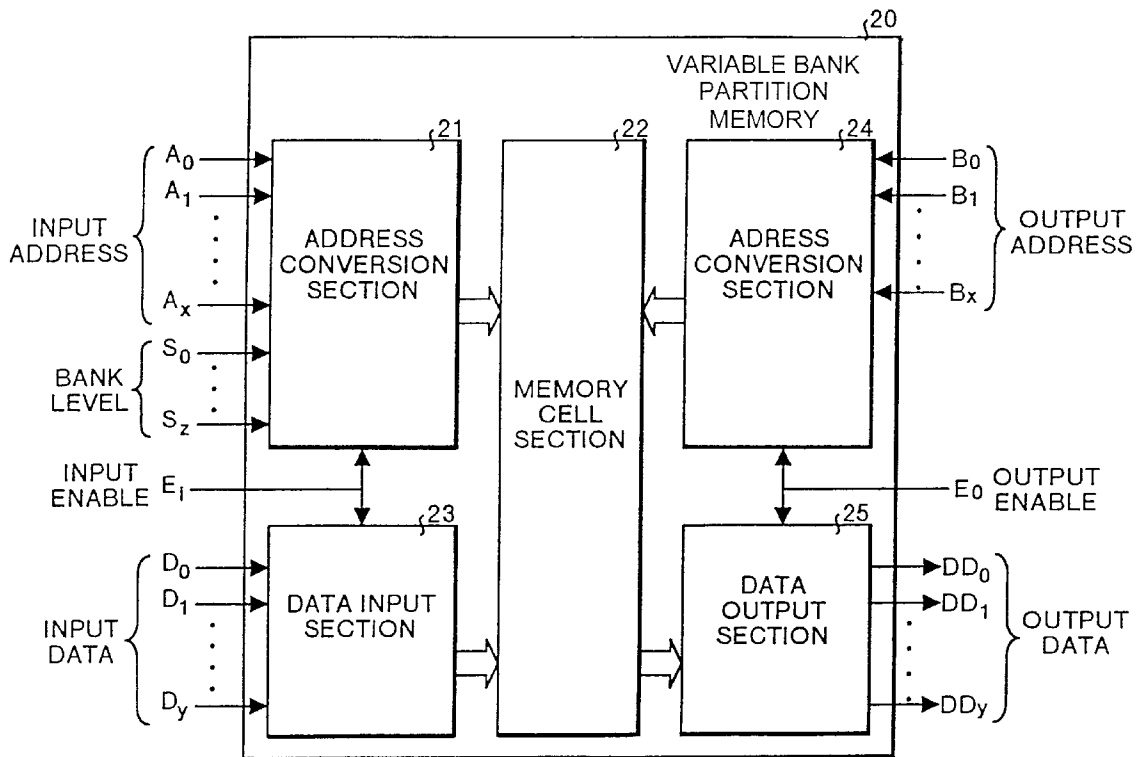 20
VARIABLE BANK
PARTITION
MEMORY
21
22
24
A0
A1
Ax
INPUT
ADDRESS
S0
Sz
BANK
LEVEL
ADDRESS
CONVERSION
SECTION
MEMORY
CELL
SECTION
ADRESS
CONVERSION
SECTION
B0
B1
Bx
OUTPUT
ADDRESS
INPUT
ENABLE
Ei
E0
OUTPUT
ENABLE
23
25
D0
D1
Dy
INPUT
DATA
DATA INPUT
SECTION
DATA
OUTPUT
SECTION
DD0
DD1
DDy
OUTPUT
DATA